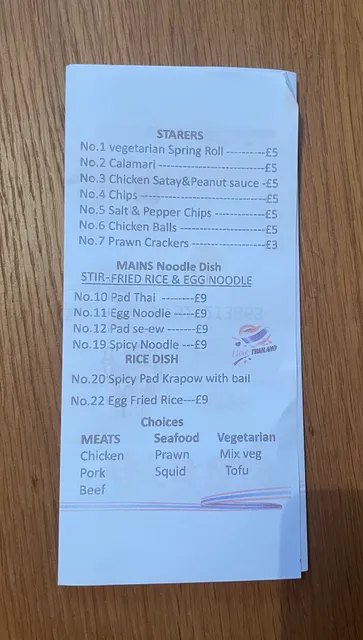 STARERS
No.1 vegetarian Spring Roll ----------£5
No.2 Calamari ---------------------------£5
No.3 Chicken Satay&Peanut sauce -£5
No.4 Chips --------------------------------£5
No.5 Salt & Pepper Chips -------------£5
No.6 Chicken Balls ----------------------£5
No.7 Prawn Crackers -------------------£3
MAINS Noodle Dish
STIR-FRIED RICE & EGG NOODLE
No.10 Pad Thai --------£9
No.11 Egg Noodle ----£9
No.12 Pad se-ew ------£9
No.19 Spicy Noodle ---£9
THAILAND
RICE DISH
No.20 Spicy Pad Krapow with bail
No.22 Egg Fried Rice---£9
Choices
MEATS Seafood Vegetarian
Chicken Prawn Mix veg
Pork Squid Tofu
Beef